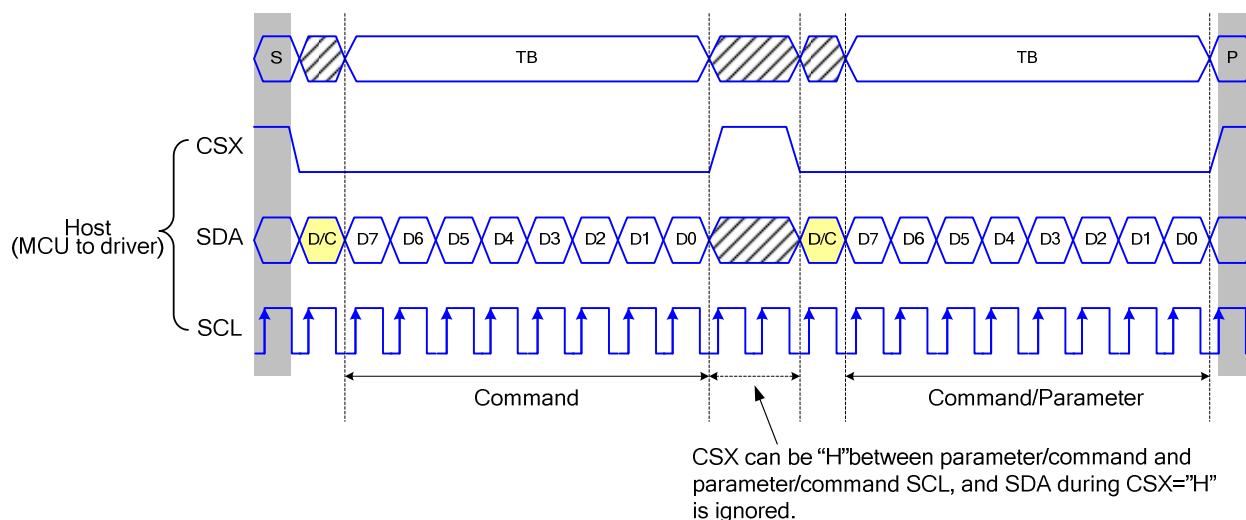 S TB TB P
CSX
Host
(MCU to driver)
SDA D/C D7 D6 D5 D4 D3 D2 D1 D0 D/C D7 D6 D5 D4 D3 D2 D1 D0
SCL
Command Command/Parameter
CSX can be “H”between parameter/command and
parameter/command SCL, and SDA during CSX=”H”
is ignored.